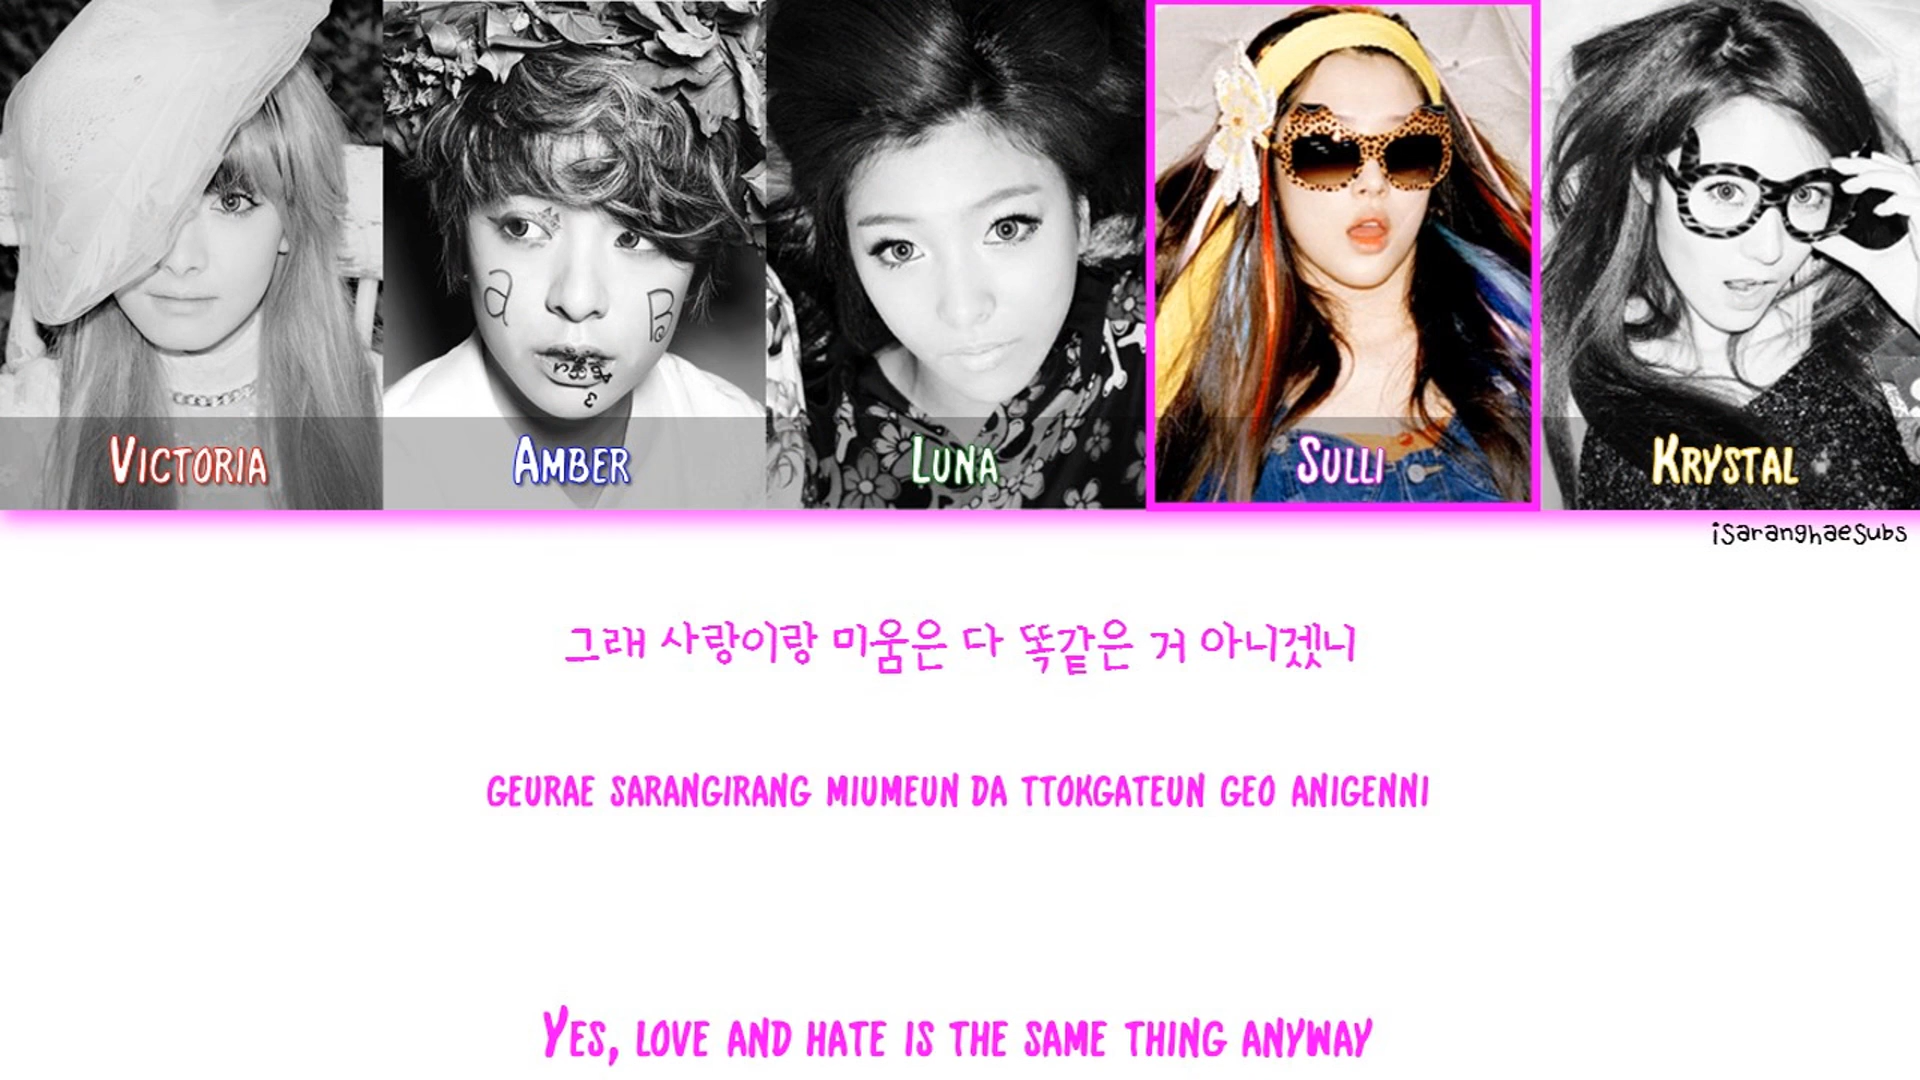 Victoria
Amber
Luna
Sulli
Krystal
isaranghaesubs
그래 사랑이랑 미움은 다 똑같은 거 아니겠니
GEURAE SARANGIRANG MIUMEUN DA TTOKGATEUN GEO ANIGENNI
Yes, love and hate is the same thing anyway